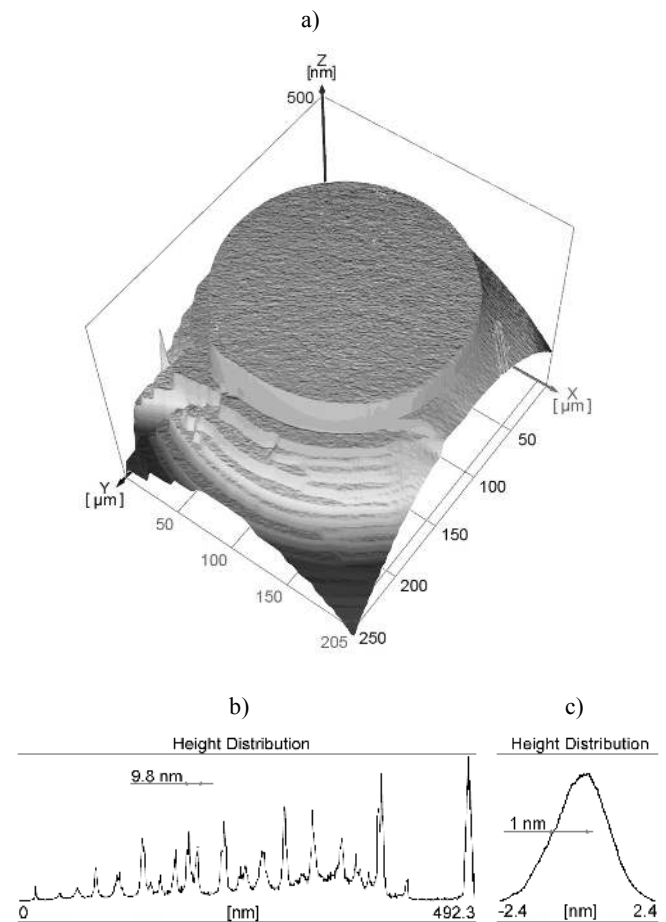 a)
Z
[nm]
500
X
[µm]
50
100
150
200
250
Y
[µm]
50
100
150
205
b)
c)
Height Distribution
Height Distribution
9.8 nm
1 nm
0 [nm] 492.3
-2.4 [nm] 2.4